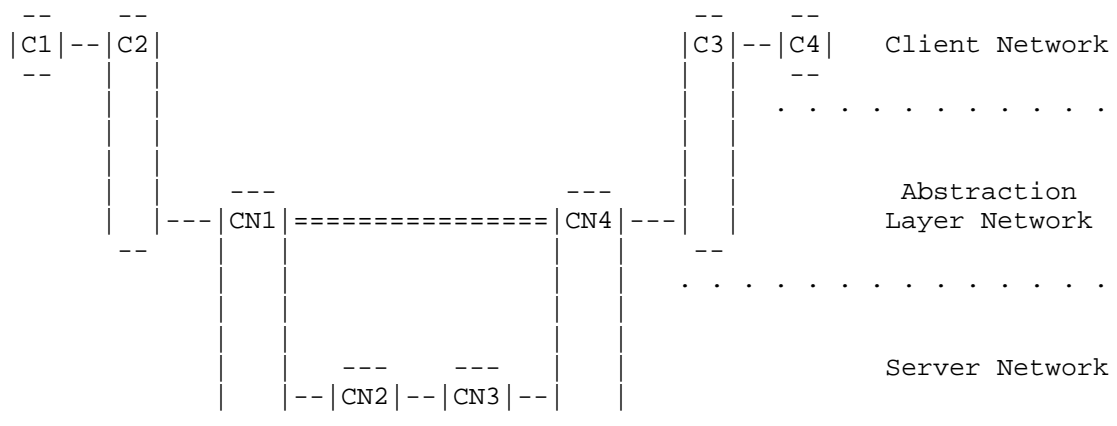 --    --                             --    --
|C1|--|C2|                           |C3|--|C4|   Client Network
 --   |  |                           |  |   --
      |  |                           |  |  . . . . . . . . . . .
      |  |                           |  |
      |  |                           |  |
      |  |    ---              ---   |  |          Abstraction
      |  |---|CN1|============|CN4|---|  |         Layer Network
       --    |   |            |   |   --
             |   |            |   |  . . . . . . . . . . . . . .
             |   |            |   |
             |   |            |   |
             |   |  ---   --- |   |               Server Network
             |   |--|CN2|--|CN3|--|   |